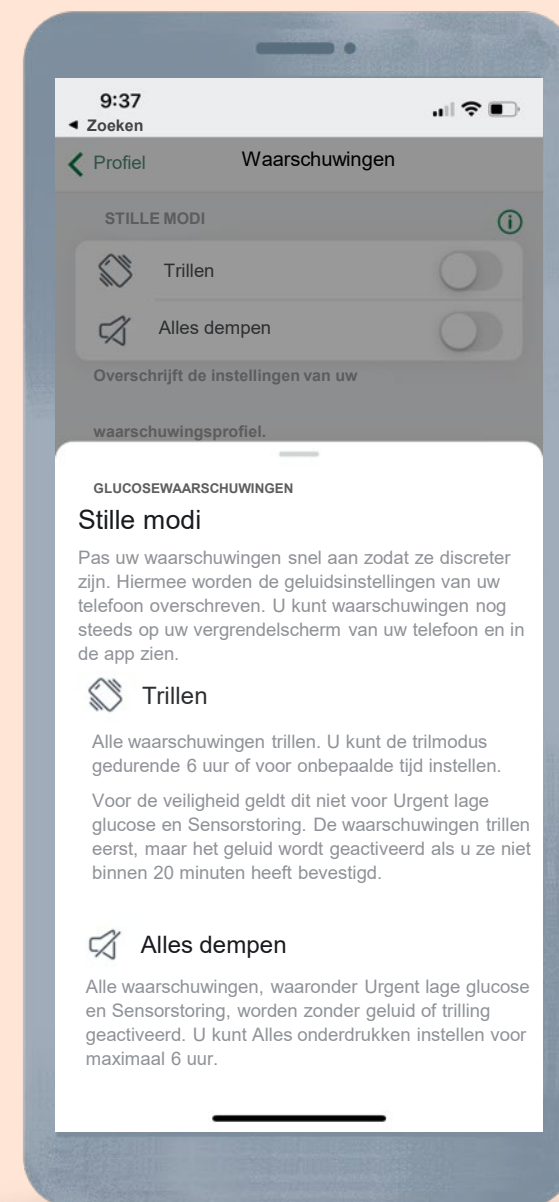 9:37
◄ Zoeken
Profiel Waarschuwingen
STILLE MODI
Trillen
Alles dempen
Overschrijft de instellingen van uw
waarschuwingsprofiel.
GLUCOSEWAARSCHUWINGEN
Stille modi
Pas uw waarschuwingen snel aan zodat ze discreter
zijn. Hiermee worden de geluidsinstellingen van uw
telefoon overschreven. U kunt waarschuwingen nog
steeds op uw vergrendelscherm van uw telefoon en in
de app zien.
Trillen
Alle waarschuwingen trillen. U kunt de trilmodus
gedurende 6 uur of voor onbepaalde tijd instellen.
Voor de veiligheid geldt dit niet voor Urgent lage
glucose en Sensorstoring. De waarschuwingen trillen
eerst, maar het geluid wordt geactiveerd als u ze niet
binnen 20 minuten heeft bevestigd.
Alles dempen
Alle waarschuwingen, waaronder Urgent lage glucose
en Sensorstoring, worden zonder geluid of trilling
geactiveerd. U kunt Alles onderdrukken instellen voor
maximaal 6 uur.